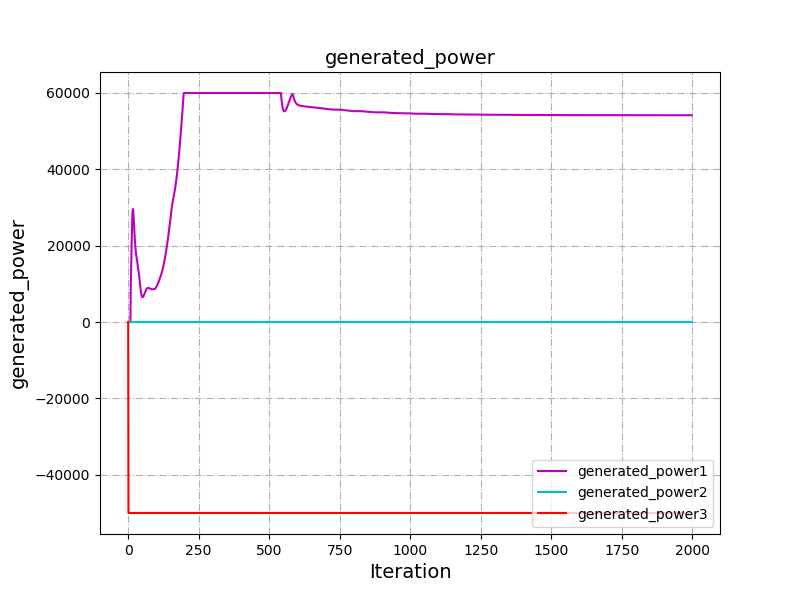 generated_power
60000
40000
20000
0
−20000
−40000
generated_power
0 250 500 750 1000 1250 1500 1750 2000
Iteration
generated_power1
generated_power2
generated_power3